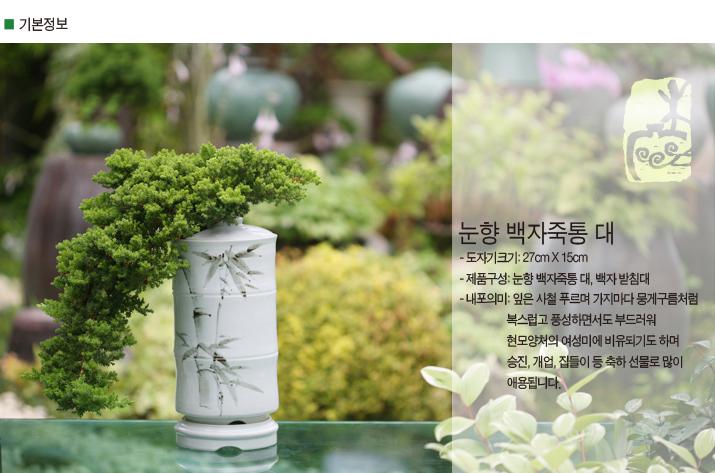 기본정보
눈향 백자죽통 대
- 도자기크기: 27cm X 15cm
- 제품구성: 눈향 백자죽통 대, 백자 받침대
- 내포의미: 잎은 사철 푸르며 가지마다 뭉게구름처럼
복스럽고 풍성하면서도 부드러워
현모양처의 여성미에 비유되기도 하며
승진, 개업, 집들이 등 축하 선물로 많이
애용됩니다.